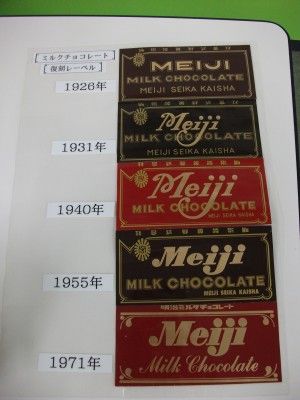 [ミルクチョコレート]
[復刻レーベル]
1926年
MEIJI
MILK CHOCOLATE
MEIJI SEIKA KAISHA
1931年
Meiji
MILK CHOCOLATE
MEIJI SEIKA KAISHA
1940年
Meiji
MILK CHOCOLATE
MEIJI SEIKA KAISHA
1955年
Meiji
MILK CHOCOLATE
MEIJI SEIKA KAISHA
1971年
明治ミルクチョコレート
Meiji
Milk Chocolate